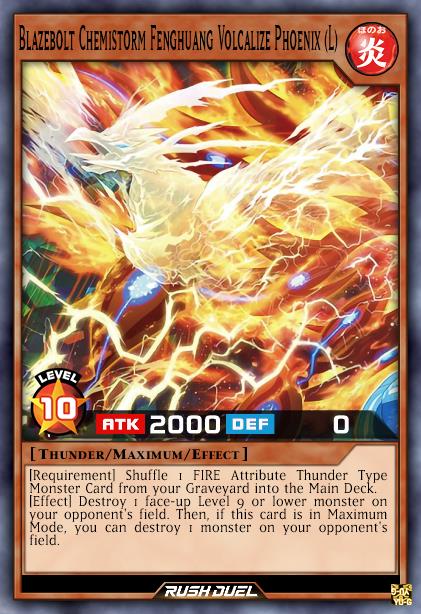 Blazebolt Chemistorm Fenghuang Volcalize Phoenix (L)
ほのお
炎
LEVEL
10
ATK 2000 DEF 0
[Thunder/Maximum/Effect]
[Requirement] Shuffle 1 FIRE Attribute Thunder Type
Monster Card from your Graveyard into the Main Deck.
[Effect] Destroy 1 face-up Level 9 or lower monster on
your opponent's field. Then, if this card is in Maximum
Mode, you can destroy 1 monster on your opponent's
field.
RUSH DUEL